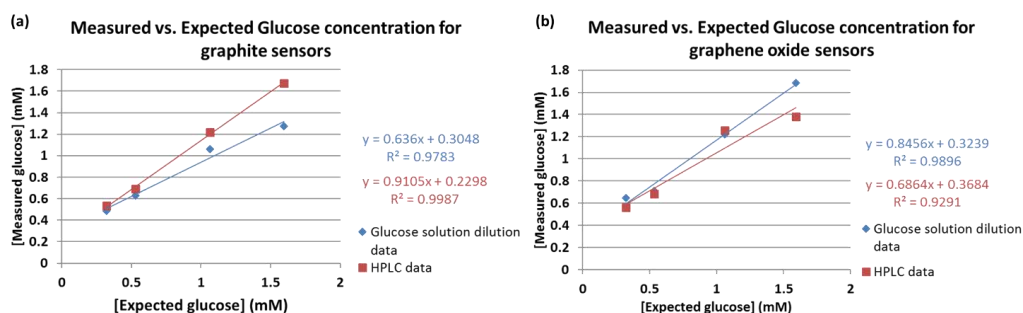 (a)
Measured vs. Expected Glucose concentration for
graphite sensors
[Measured glucose] (mM)
1.8
1.6
1.4
1.2
1
0.8
0.6
0.4
0.2
0
0
0.5
1
1.5
2
[Expected glucose] (mM)
y = 0.636x + 0.3048
R² = 0.9783
y = 0.9105x + 0.2298
R² = 0.9987
Glucose solution dilution
data
HPLC data
(b)
Measured vs. Expected Glucose concentration for
graphene oxide sensors
[Measured glucose] (mM)
1.8
1.6
1.4
1.2
1
0.8
0.6
0.4
0.2
0
0
0.5
1
1.5
2
[Expected glucose] (mM)
y = 0.8456x + 0.3239
R² = 0.9896
y = 0.6864x + 0.3684
R² = 0.9291
Glucose solution dilution
data
HPLC data